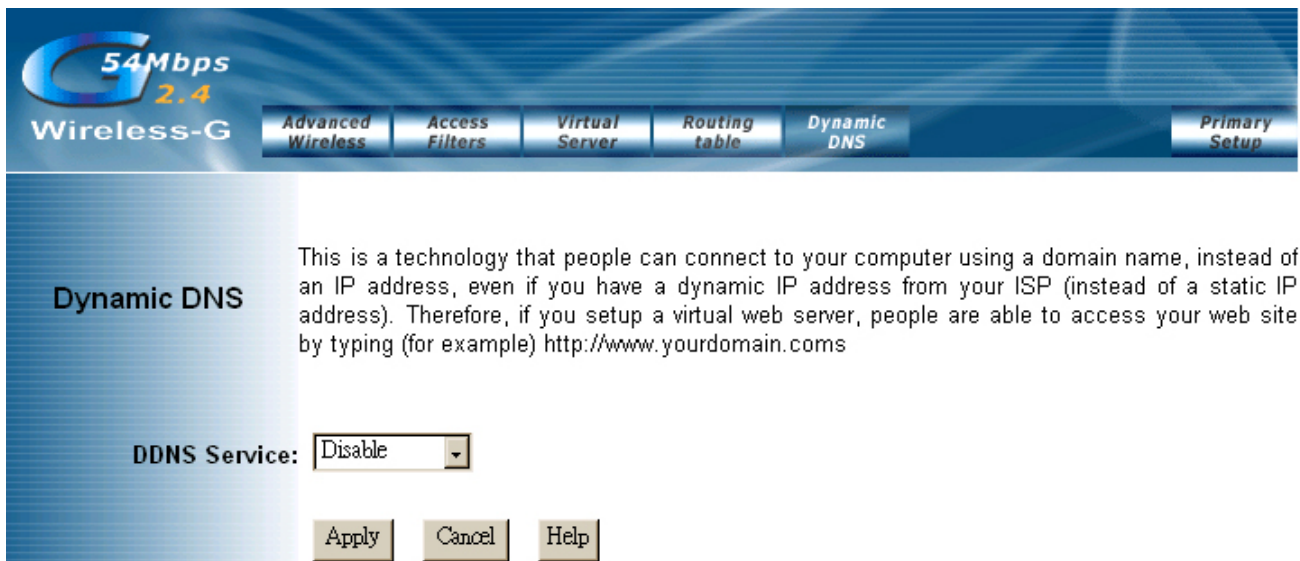 54Mbps
2.4
Wireless-G
Advanced Wireless
Access Filters
Virtual Server
Routing table
Dynamic DNS
Primary Setup
Dynamic DNS
This is a technology that people can connect to your computer using a domain name, instead of
an IP address, even if you have a dynamic IP address from your ISP (instead of a static IP
address). Therefore, if you setup a virtual web server, people are able to access your web site
by typing (for example) http://www.yourdomain.coms
DDNS Service: Disable
Apply Cancel Help